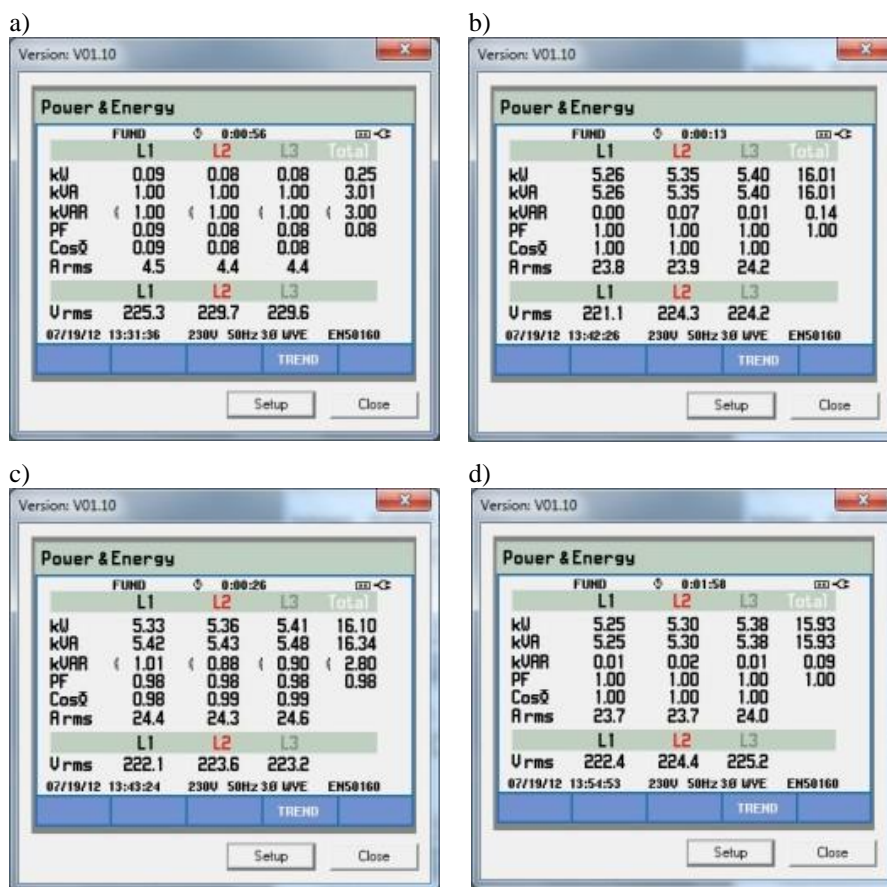 a)
Version: V01.10
Power & Energy
FUND 0:00:56
L1 L2 L3 Total
kW 0.09 0.08 0.08 0.25
kVA 1.00 1.00 1.00 3.01
kVAR ( 1.00 ( 1.00 ( 1.00 ( 3.00
PF 0.09 0.08 0.08 0.08
CosΦ 0.09 0.08 0.08
A rms 4.5 4.4 4.4
L1 L2 L3
V rms 225.3 229.7 229.6
07/19/12 13:31:36 230V 50Hz 3Ø WYE EN50160
TREND
Setup Close
b)
Version: V01.10
Power & Energy
FUND 0:00:13
L1 L2 L3 Total
kW 5.26 5.35 5.40 16.01
kVA 5.26 5.35 5.40 16.01
kVAR 0.00 0.07 0.01 0.14
PF 1.00 1.00 1.00 1.00
CosΦ 1.00 1.00 1.00
A rms 23.8 23.9 24.2
L1 L2 L3
V rms 221.1 224.3 224.2
07/19/12 13:42:26 230V 50Hz 3Ø WYE EN50160
TREND
Setup Close
c)
Version: V01.10
Power & Energy
FUND 0:00:26
L1 L2 L3 Total
kW 5.33 5.36 5.41 16.10
kVA 5.42 5.43 5.48 16.34
kVAR ( 1.01 ( 0.88 ( 0.90 ( 2.80
PF 0.98 0.98 0.98 0.98
CosΦ 0.98 0.99 0.99
A rms 24.4 24.3 24.6
L1 L2 L3
V rms 222.1 223.6 223.2
07/19/12 13:43:24 230V 50Hz 3Ø WYE EN50160
TREND
Setup Close
d)
Version: V01.10
Power & Energy
FUND 0:01:58
L1 L2 L3 Total
kW 5.25 5.30 5.38 15.93
kVA 5.25 5.30 5.38 15.93
kVAR 0.01 0.02 0.01 0.09
PF 1.00 1.00 1.00 1.00
CosΦ 1.00 1.00 1.00
A rms 23.7 23.7 24.0
L1 L2 L3
V rms 222.4 224.4 225.2
07/19/12 13:54:53 230V 50Hz 3Ø WYE EN50160
TREND
Setup Close